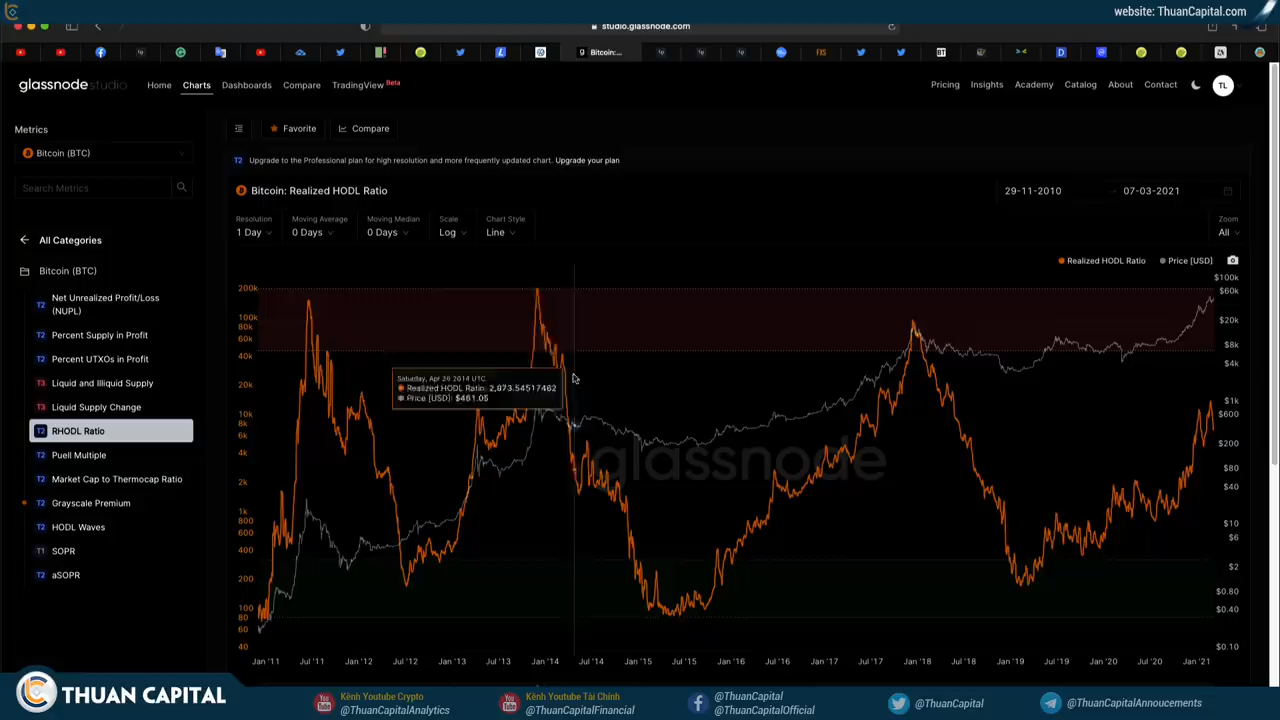 website: ThuanCapital.com
studio.glassnode.com
Bitcoin:...
glassnodestudio
Home
Charts
Dashboards
Compare
TradingView Beta
Pricing
Insights
Academy
Catalog
About
Contact
TL
Metrics
Bitcoin (BTC)
Search Metrics
All Categories
Bitcoin (BTC)
T2 Net Unrealized Profit/Loss
(NUPL)
T2 Percent Supply in Profit
T2 Percent UTXOs in Profit
T3 Liquid and Illiquid Supply
T3 Liquid Supply Change
T2 RHODL Ratio
T2 Puell Multiple
T2 Market Cap to Thermocap Ratio
T2 Grayscale Premium
T2 HODL Waves
T1 SOPR
T2 aSOPR
Favorite
Compare
T2 Upgrade to the Professional plan for high resolution and more frequently updated chart. Upgrade your plan
Bitcoin: Realized HODL Ratio
29-11-2010 → 07-03-2021
Resolution
1 Day
Moving Average
0 Days
Moving Median
0 Days
Scale
Log
Chart Style
Line
Zoom
All
Realized HODL Ratio
Price [USD]
200k
100k
80k
60k
40k
20k
10k
8k
6k
4k
2k
1k
800
600
400
200
100
80
60
40
Saturday, Apr 26 2014 UTC
Realized HODL Ratio: 2,873.54517462
Price [USD]: $461.05
glassnode
$100k
$60k
$20k
$8k
$4k
$1k
$600
$200
$80
$40
$10
$6
$2
$0.80
$0.40
$0.10
Jan '11
Jul '11
Jan '12
Jul '12
Jan '13
Jul '13
Jan '14
Jul '14
Jan '15
Jul '15
Jan '16
Jul '16
Jan '17
Jul '17
Jan '18
Jul '18
Jan '19
Jul '19
Jan '20
Jul '20
Jan '21
THUAN CAPITAL
Kênh Youtube Crypto
@ThuanCapitalAnalytics
Kênh Youtube Tài Chính
@ThuanCapitalFinancial
@ThuanCapital
@ThuanCapitalOfficial
@ThuanCapital
@ThuanCapitalAnnoucements